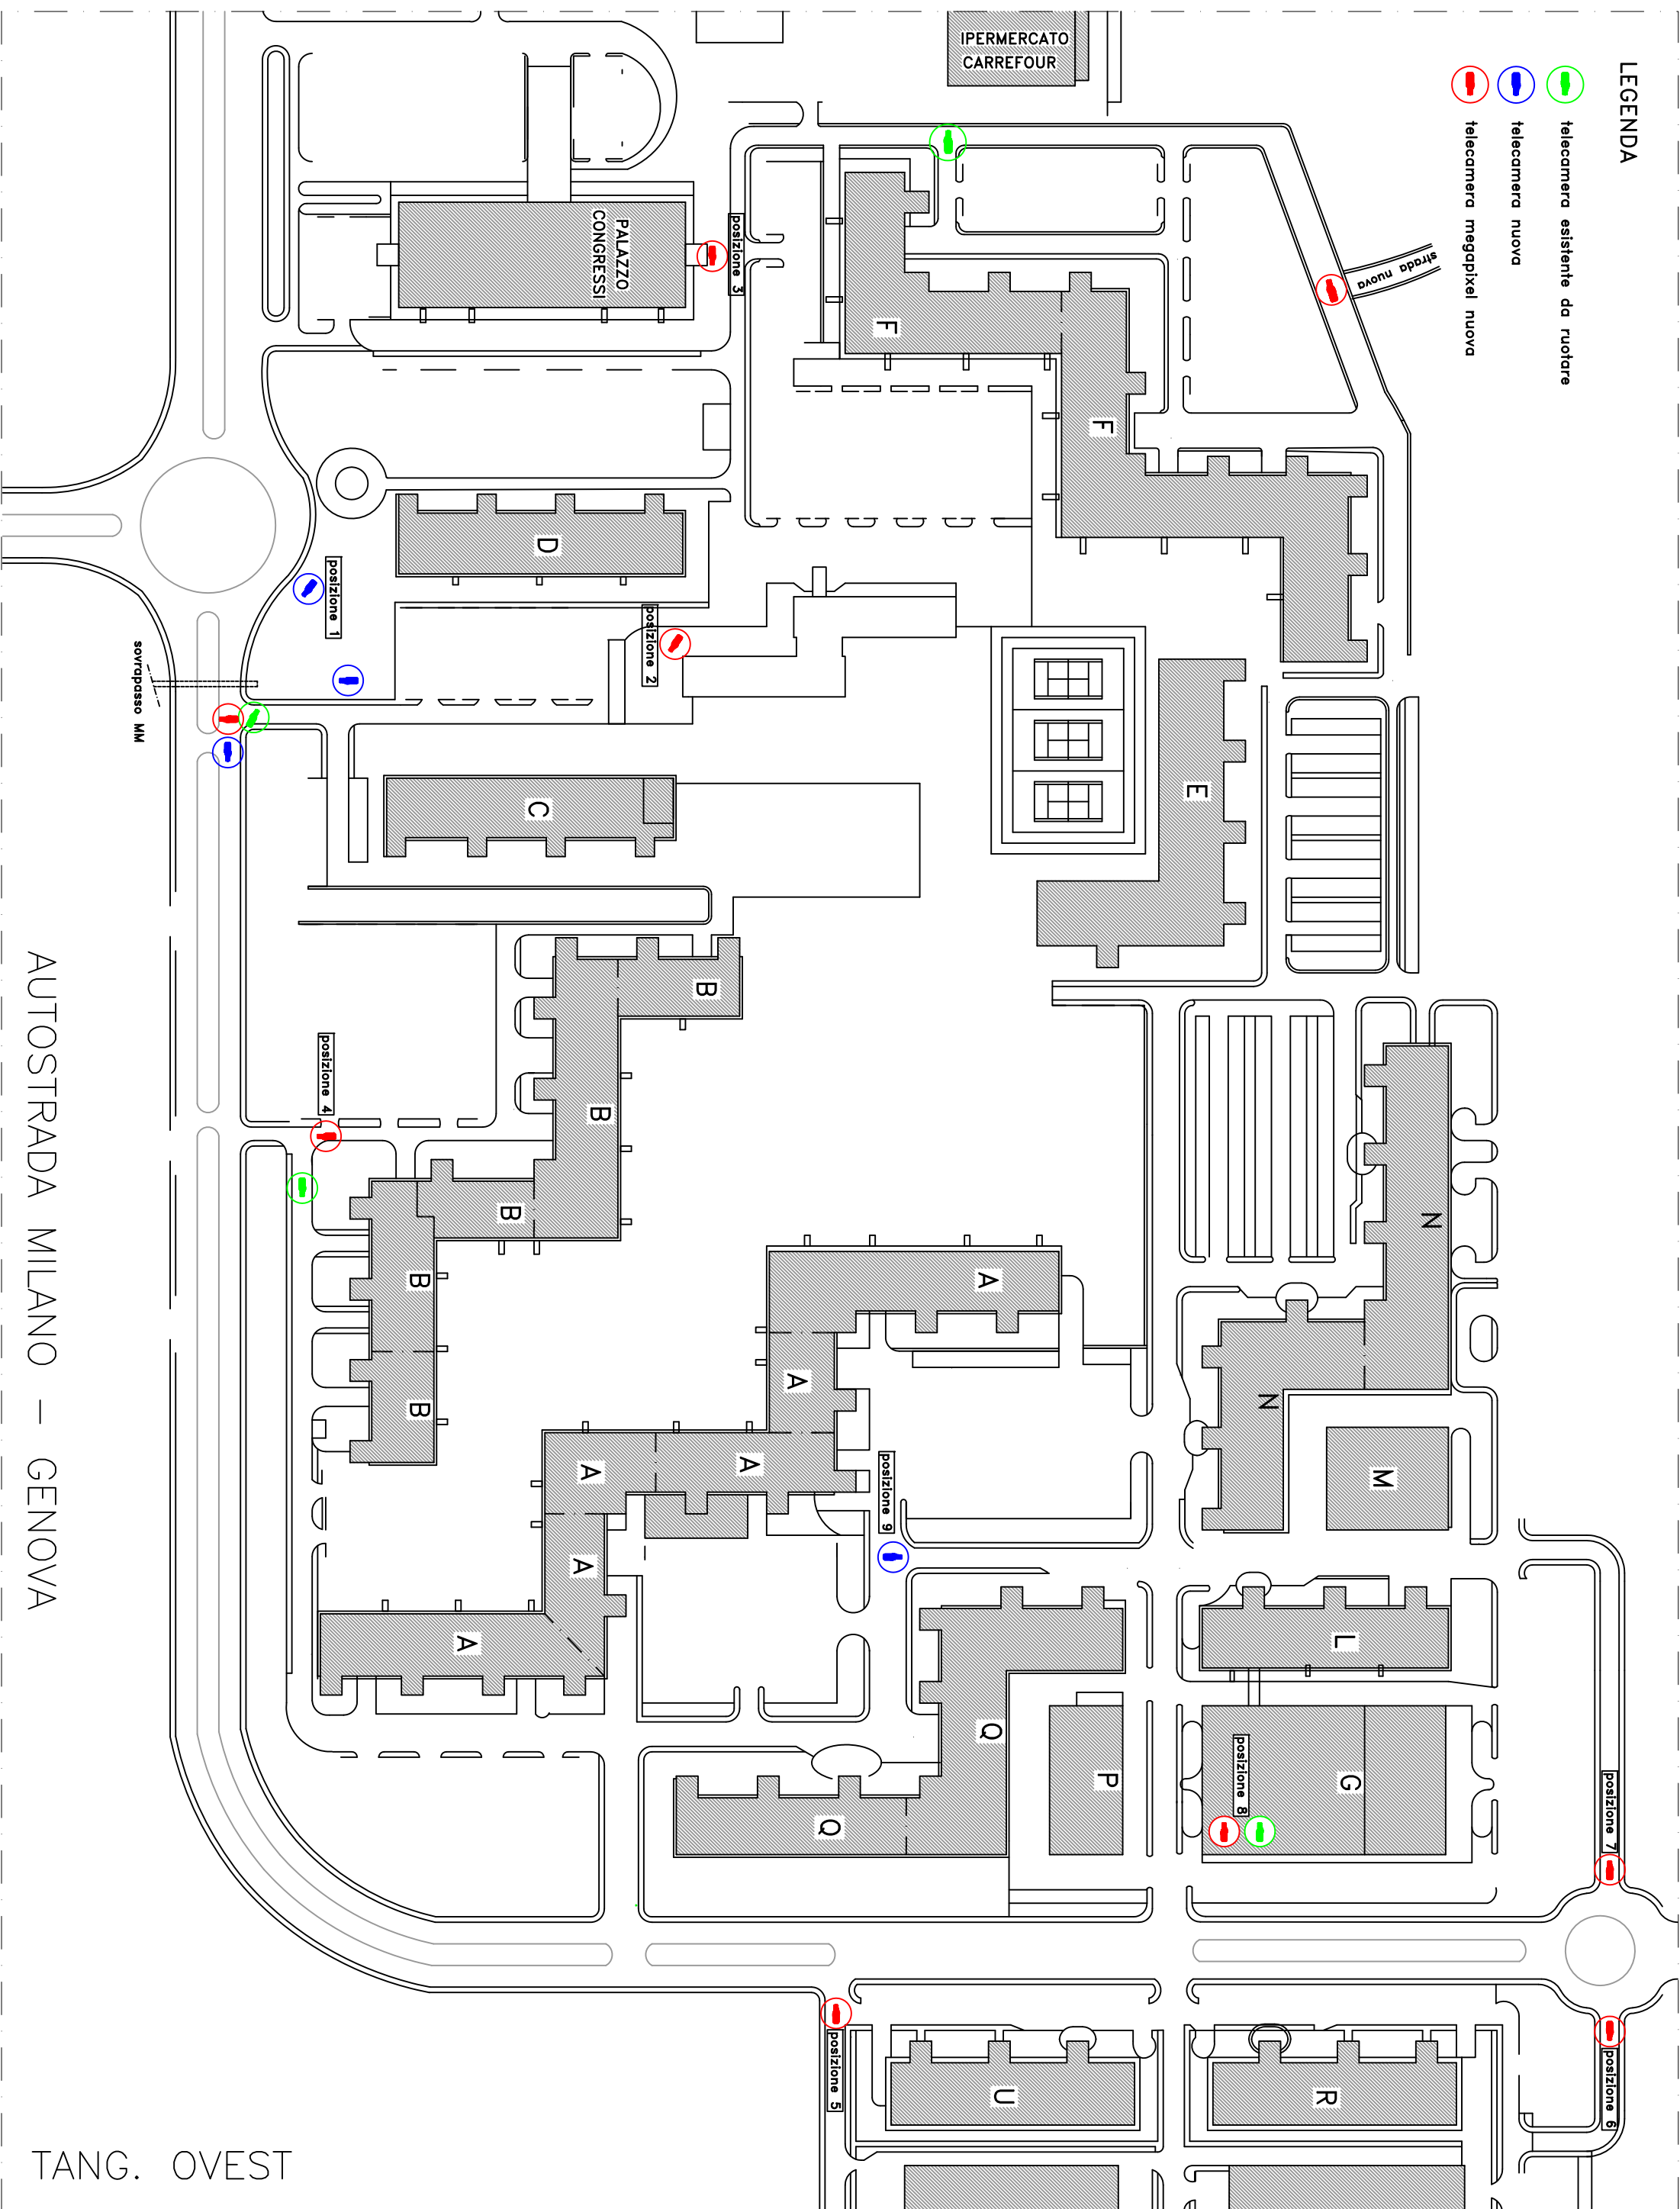 LEGENDA
telecamera esistente da ruotare
telecamera nuova
telecamera megapixel nuova
IPERMERCATO
CARREFOUR
strada nuova
PALAZZO
CONGRESSI
posizione 3
F
F
D
posizione 1
posizione 2
sovrapasso MM
E
C
B
B
B
B
B
posizione 4
N
N
M
A
A
A
A
A
A
posizione 9
L
Q
Q
P
G
posizione 8
posizione 7
posizione 6
posizione 5
U
R
AUTOSTRADA MILANO - GENOVA
TANG. OVEST